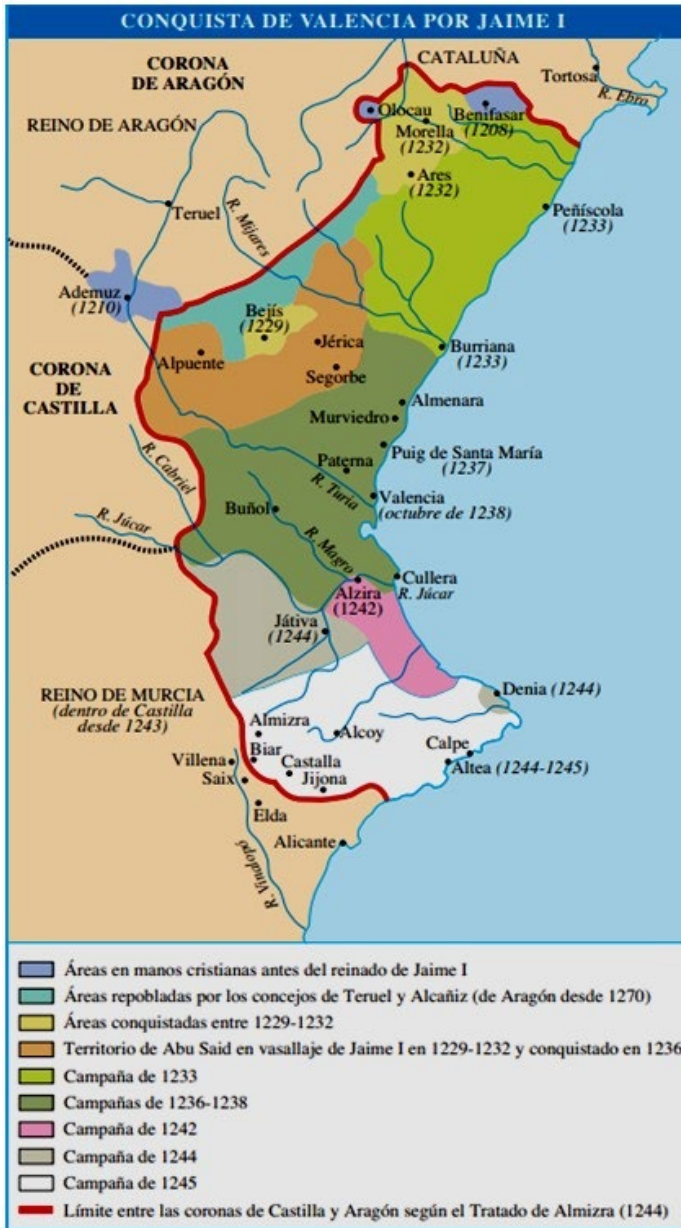 CONQUISTA DE VALENCIA POR JAIME I
CATALUÑA
CORONA
DE ARAGÓN
Tortosa
R. Ebro
REINO DE ARAGÓN
Olocau
Benifasar
(1208)
Morella
(1232)
Ares
(1232)
Teruel
R. Mijares
Peñíscola
(1233)
Ademuz
(1210)
Bejís
(1229)
Jérica
Alpuente
Segorbe
Burriana
(1233)
CORONA
DE
CASTILLA
Almenara
Murviedro
Puig de Santa María
(1237)
Paterna
R. Turia
Valencia
(octubre de 1238)
R. Cabriel
Buñol
R. Júcar
R. Magro
Cullera
R. Júcar
Alzira
(1242)
Játiva
(1244)
REINO DE MURCIA
(dentro de Castilla
desde 1243)
Denia (1244)
Almizra
Alcoy
Calpe
Villena
Biar
Castalla
Altea (1244-1245)
Saix
Jijona
Elda
Alicante
R. Vinalopó
Áreas en manos cristianas antes del reinado de Jaime I
Áreas repobladas por los concejos de Teruel y Alcañiz (de Aragón desde 1270)
Áreas conquistadas entre 1229-1232
Territorio de Abu Said en vasallaje de Jaime I en 1229-1232 y conquistado en 1236
Campaña de 1233
Campañas de 1236-1238
Campaña de 1242
Campaña de 1244
Campaña de 1245
Límite entre las coronas de Castilla y Aragón según el Tratado de Almizra (1244)